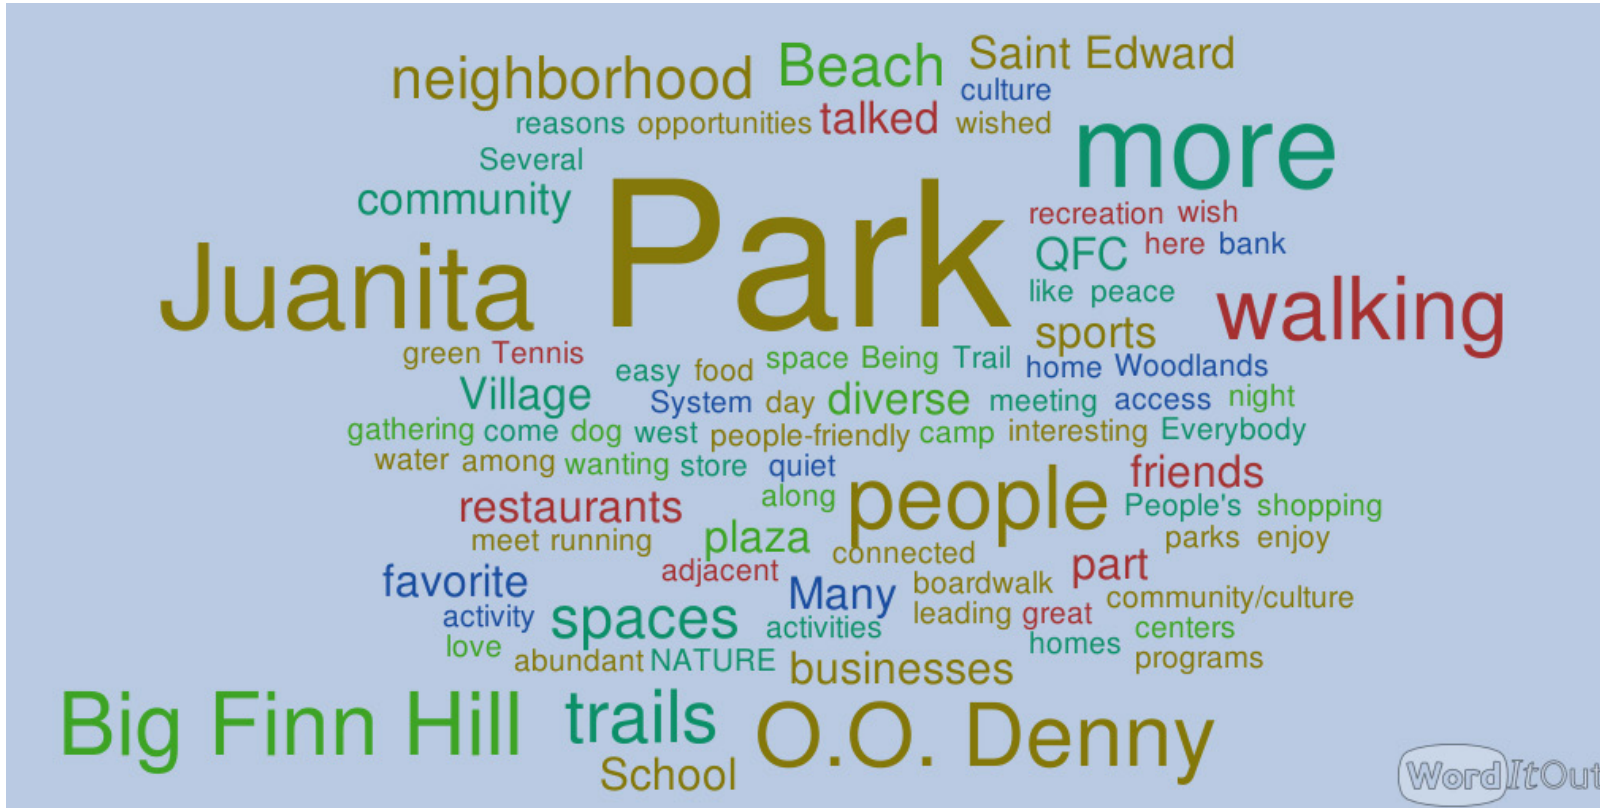 neighborhood Beach Saint Edward
culture
reasons opportunities talked wished
more
Several
community
Park
recreation wish
QFC here bank
like peace
Juanita
walking
sports
green Tennis
easy food space Being Trail home Woodlands
Village System day diverse meeting access night
gathering come dog west people-friendly camp interesting Everybody
water among wanting store quiet
friends
restaurants along people People's shopping
meet running plaza connected parks enjoy
adjacent part
favorite Many boardwalk community/culture
activity spaces activities leading great centers
love homes
abundant NATURE businesses programs
Big Finn Hill trails O.O. Denny
School
WordItOut